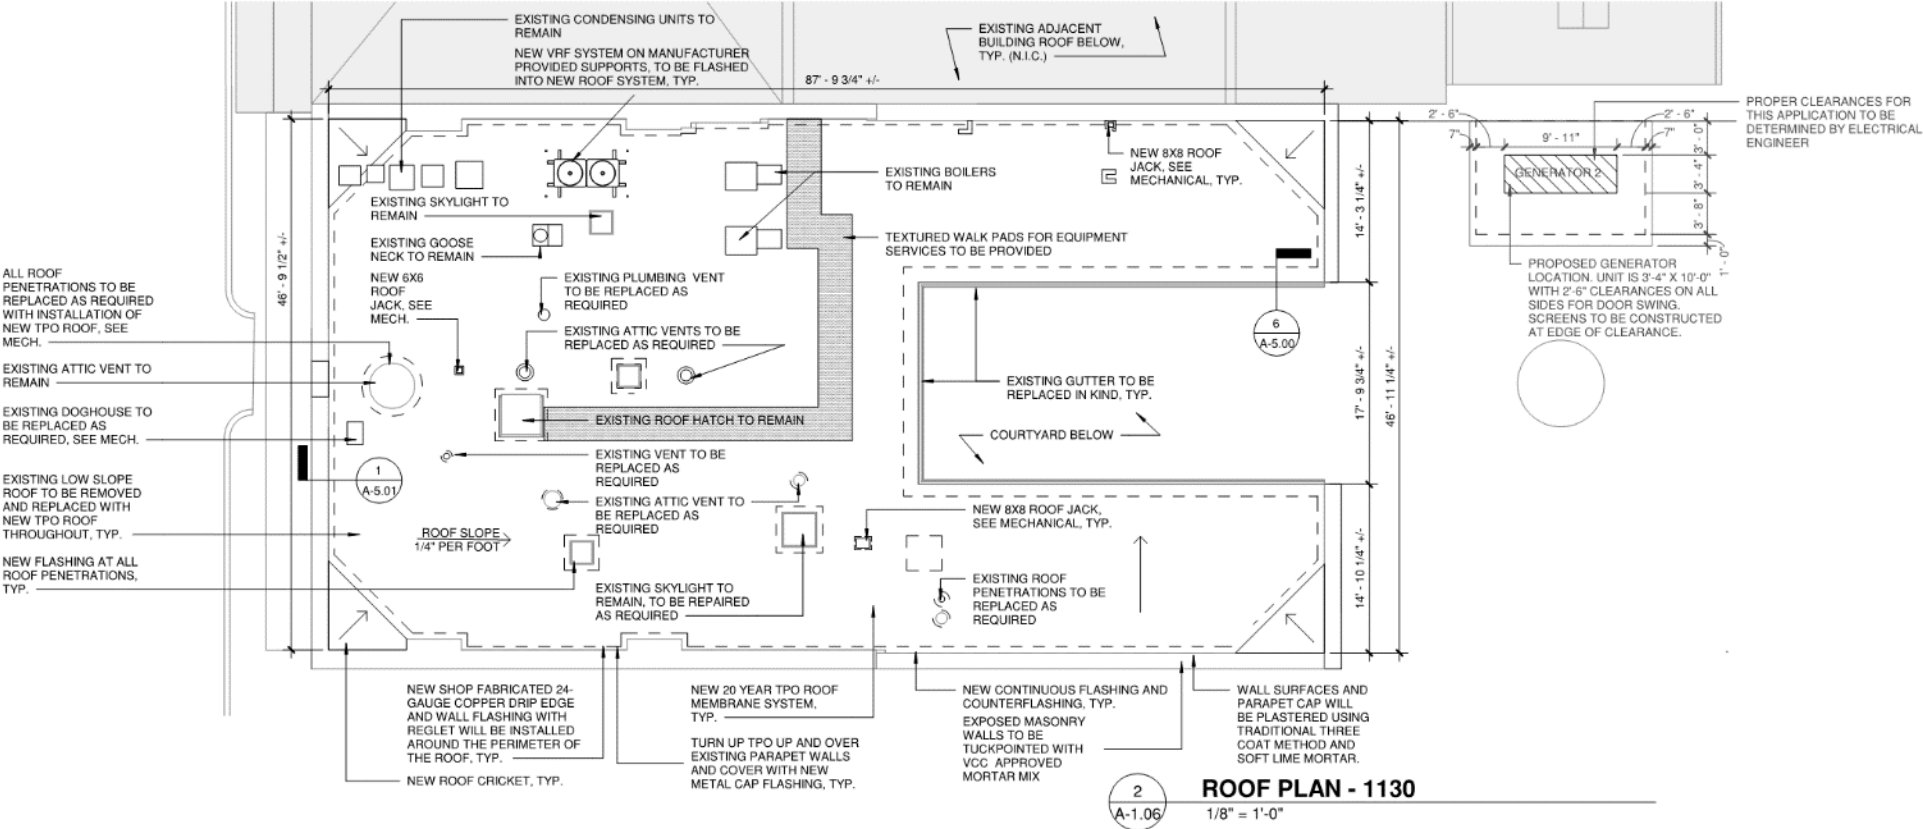 EXISTING CONDENSING UNITS TO
REMAIN
NEW VRF SYSTEM ON MANUFACTURER
PROVIDED SUPPORTS, TO BE FLASHED
INTO NEW ROOF SYSTEM, TYP.
87' - 9 3/4" +/-
EXISTING ADJACENT
BUILDING ROOF BELOW,
TYP. (N.I.C.)
PROPER CLEARANCES FOR
THIS APPLICATION TO BE
DETERMINED BY ELECTRICAL
ENGINEER
2' - 6"
2' - 6"
7"
9' - 11"
7"
3' - 0"
3' - 4"
3' - 8"
1' - 0"
GENERATOR 2
PROPOSED GENERATOR
LOCATION. UNIT IS 3'-4" X 10'-0"
WITH 2'-6" CLEARANCES ON ALL
SIDES FOR DOOR SWING.
SCREENS TO BE CONSTRUCTED
AT EDGE OF CLEARANCE.
NEW 8X8 ROOF
JACK, SEE
MECHANICAL, TYP.
EXISTING BOILERS
TO REMAIN
EXISTING SKYLIGHT TO
REMAIN
TEXTURED WALK PADS FOR EQUIPMENT
SERVICES TO BE PROVIDED
EXISTING GOOSE
NECK TO REMAIN
NEW 6X6
ROOF
JACK, SEE
MECH.
EXISTING PLUMBING VENT
TO BE REPLACED AS
REQUIRED
EXISTING ATTIC VENTS TO BE
REPLACED AS REQUIRED
46' - 9 1/2" +/-
14' - 3 1/4" +/-
17' - 9 3/4" +/-
46' - 11 1/4" +/-
14' - 10 1/4" +/-
ALL ROOF
PENETRATIONS TO BE
REPLACED AS REQUIRED
WITH INSTALLATION OF
NEW TPO ROOF, SEE
MECH.
EXISTING ATTIC VENT TO
REMAIN
EXISTING DOGHOUSE TO
BE REPLACED AS
REQUIRED, SEE MECH.
EXISTING LOW SLOPE
ROOF TO BE REMOVED
AND REPLACED WITH
NEW TPO ROOF
THROUGHOUT, TYP.
NEW FLASHING AT ALL
ROOF PENETRATIONS,
TYP.
6
A-5.00
1
A-5.01
EXISTING GUTTER TO BE
REPLACED IN KIND, TYP.
COURTYARD BELOW
EXISTING ROOF HATCH TO REMAIN
EXISTING VENT TO BE
REPLACED AS
REQUIRED
EXISTING ATTIC VENT TO
BE REPLACED AS
REQUIRED
ROOF SLOPE
1/4" PER FOOT
NEW 8X8 ROOF JACK,
SEE MECHANICAL, TYP.
EXISTING SKYLIGHT TO
REMAIN, TO BE REPAIRED
AS REQUIRED
EXISTING ROOF
PENETRATIONS TO BE
REPLACED AS
REQUIRED
NEW SHOP FABRICATED 24-
GAUGE COPPER DRIP EDGE
AND WALL FLASHING WITH
REGLET WILL BE INSTALLED
AROUND THE PERIMETER OF
THE ROOF, TYP.
NEW ROOF CRICKET, TYP.
NEW 20 YEAR TPO ROOF
MEMBRANE SYSTEM,
TYP.
TURN UP TPO UP AND OVER
EXISTING PARAPET WALLS
AND COVER WITH NEW
METAL CAP FLASHING, TYP.
NEW CONTINUOUS FLASHING AND
COUNTERFLASHING, TYP.
EXPOSED MASONRY
WALLS TO BE
TUCKPOINTED WITH
VCC APPROVED
MORTAR MIX
WALL SURFACES AND
PARAPET CAP WILL
BE PLASTERED USING
TRADITIONAL THREE
COAT METHOD AND
SOFT LIME MORTAR.
2
A-1.06
ROOF PLAN - 1130
1/8" = 1'-0"